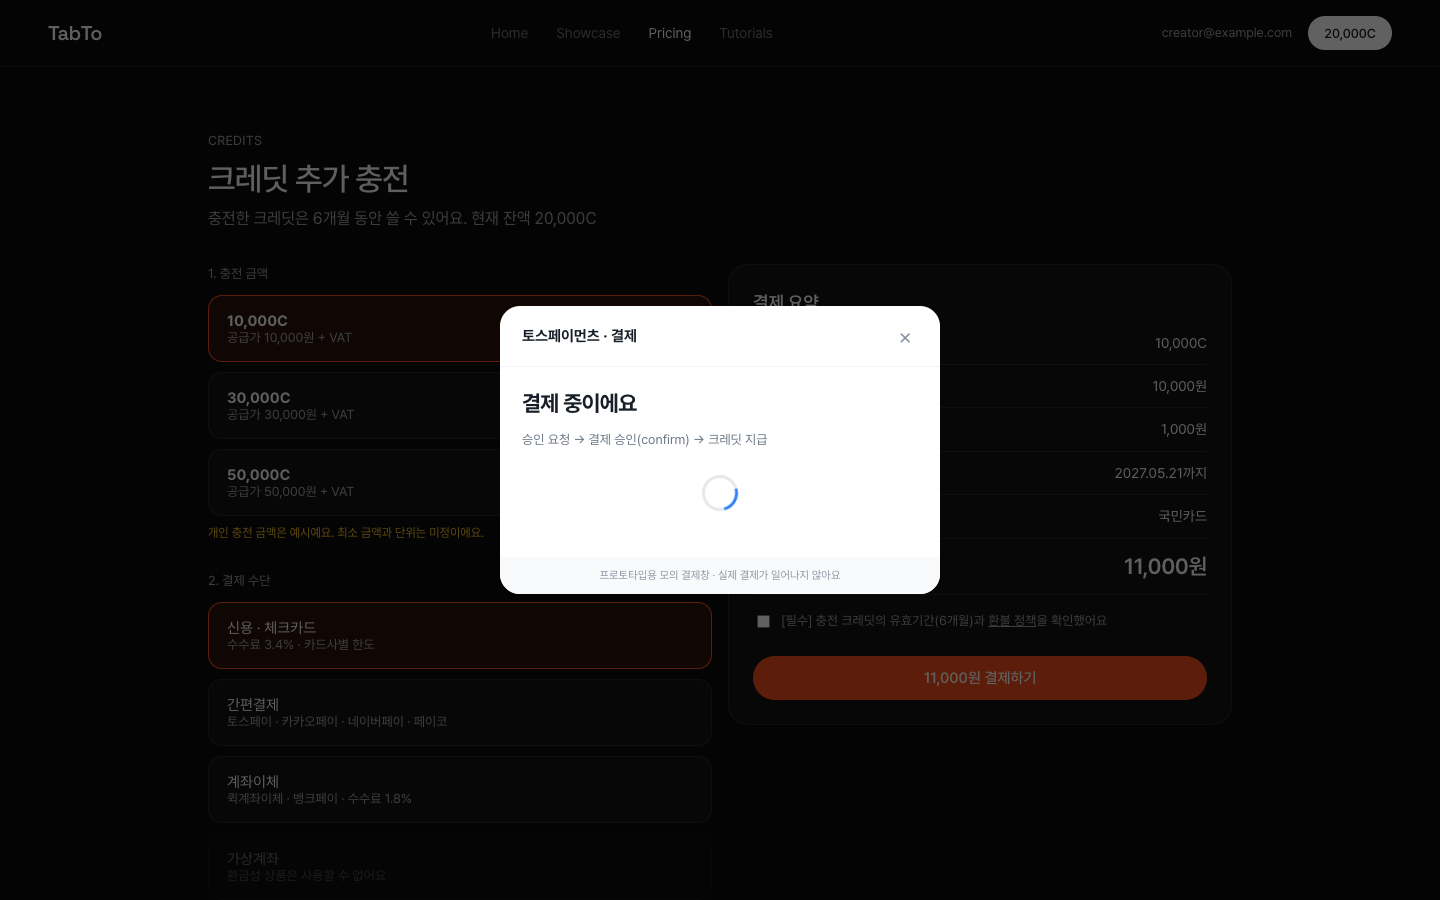 TabTo
Home Showcase Pricing Tutorials
creator@example.com 20,000C
CREDITS
크레딧 추가 충전
충전한 크레딧은 6개월 동안 쓸 수 있어요. 현재 잔액 20,000C
1. 충전 금액
10,000C
공급가 10,000원 + VAT
30,000C
공급가 30,000원 + VAT
50,000C
공급가 50,000원 + VAT
개인 충전 금액은 예시예요. 최소 금액과 단위는 미정이에요.
2. 결제 수단
신용 · 체크카드
수수료 3.4% · 카드사별 한도
간편결제
토스페이 · 카카오페이 · 네이버페이 · 페이코
계좌이체
퀵계좌이체 · 뱅크페이 · 수수료 1.8%
가상계좌
환금성 상품은 사용할 수 없어요
결제 요약
10,000C
10,000원
1,000원
2027.05.21까지
국민카드
11,000원
[필수] 충전 크레딧의 유효기간(6개월)과 환불 정책을 확인했어요
11,000원 결제하기
토스페이먼츠 · 결제
×
결제 중이에요
승인 요청 → 결제 승인(confirm) → 크레딧 지급
프로토타입용 모의 결제창 · 실제 결제가 일어나지 않아요